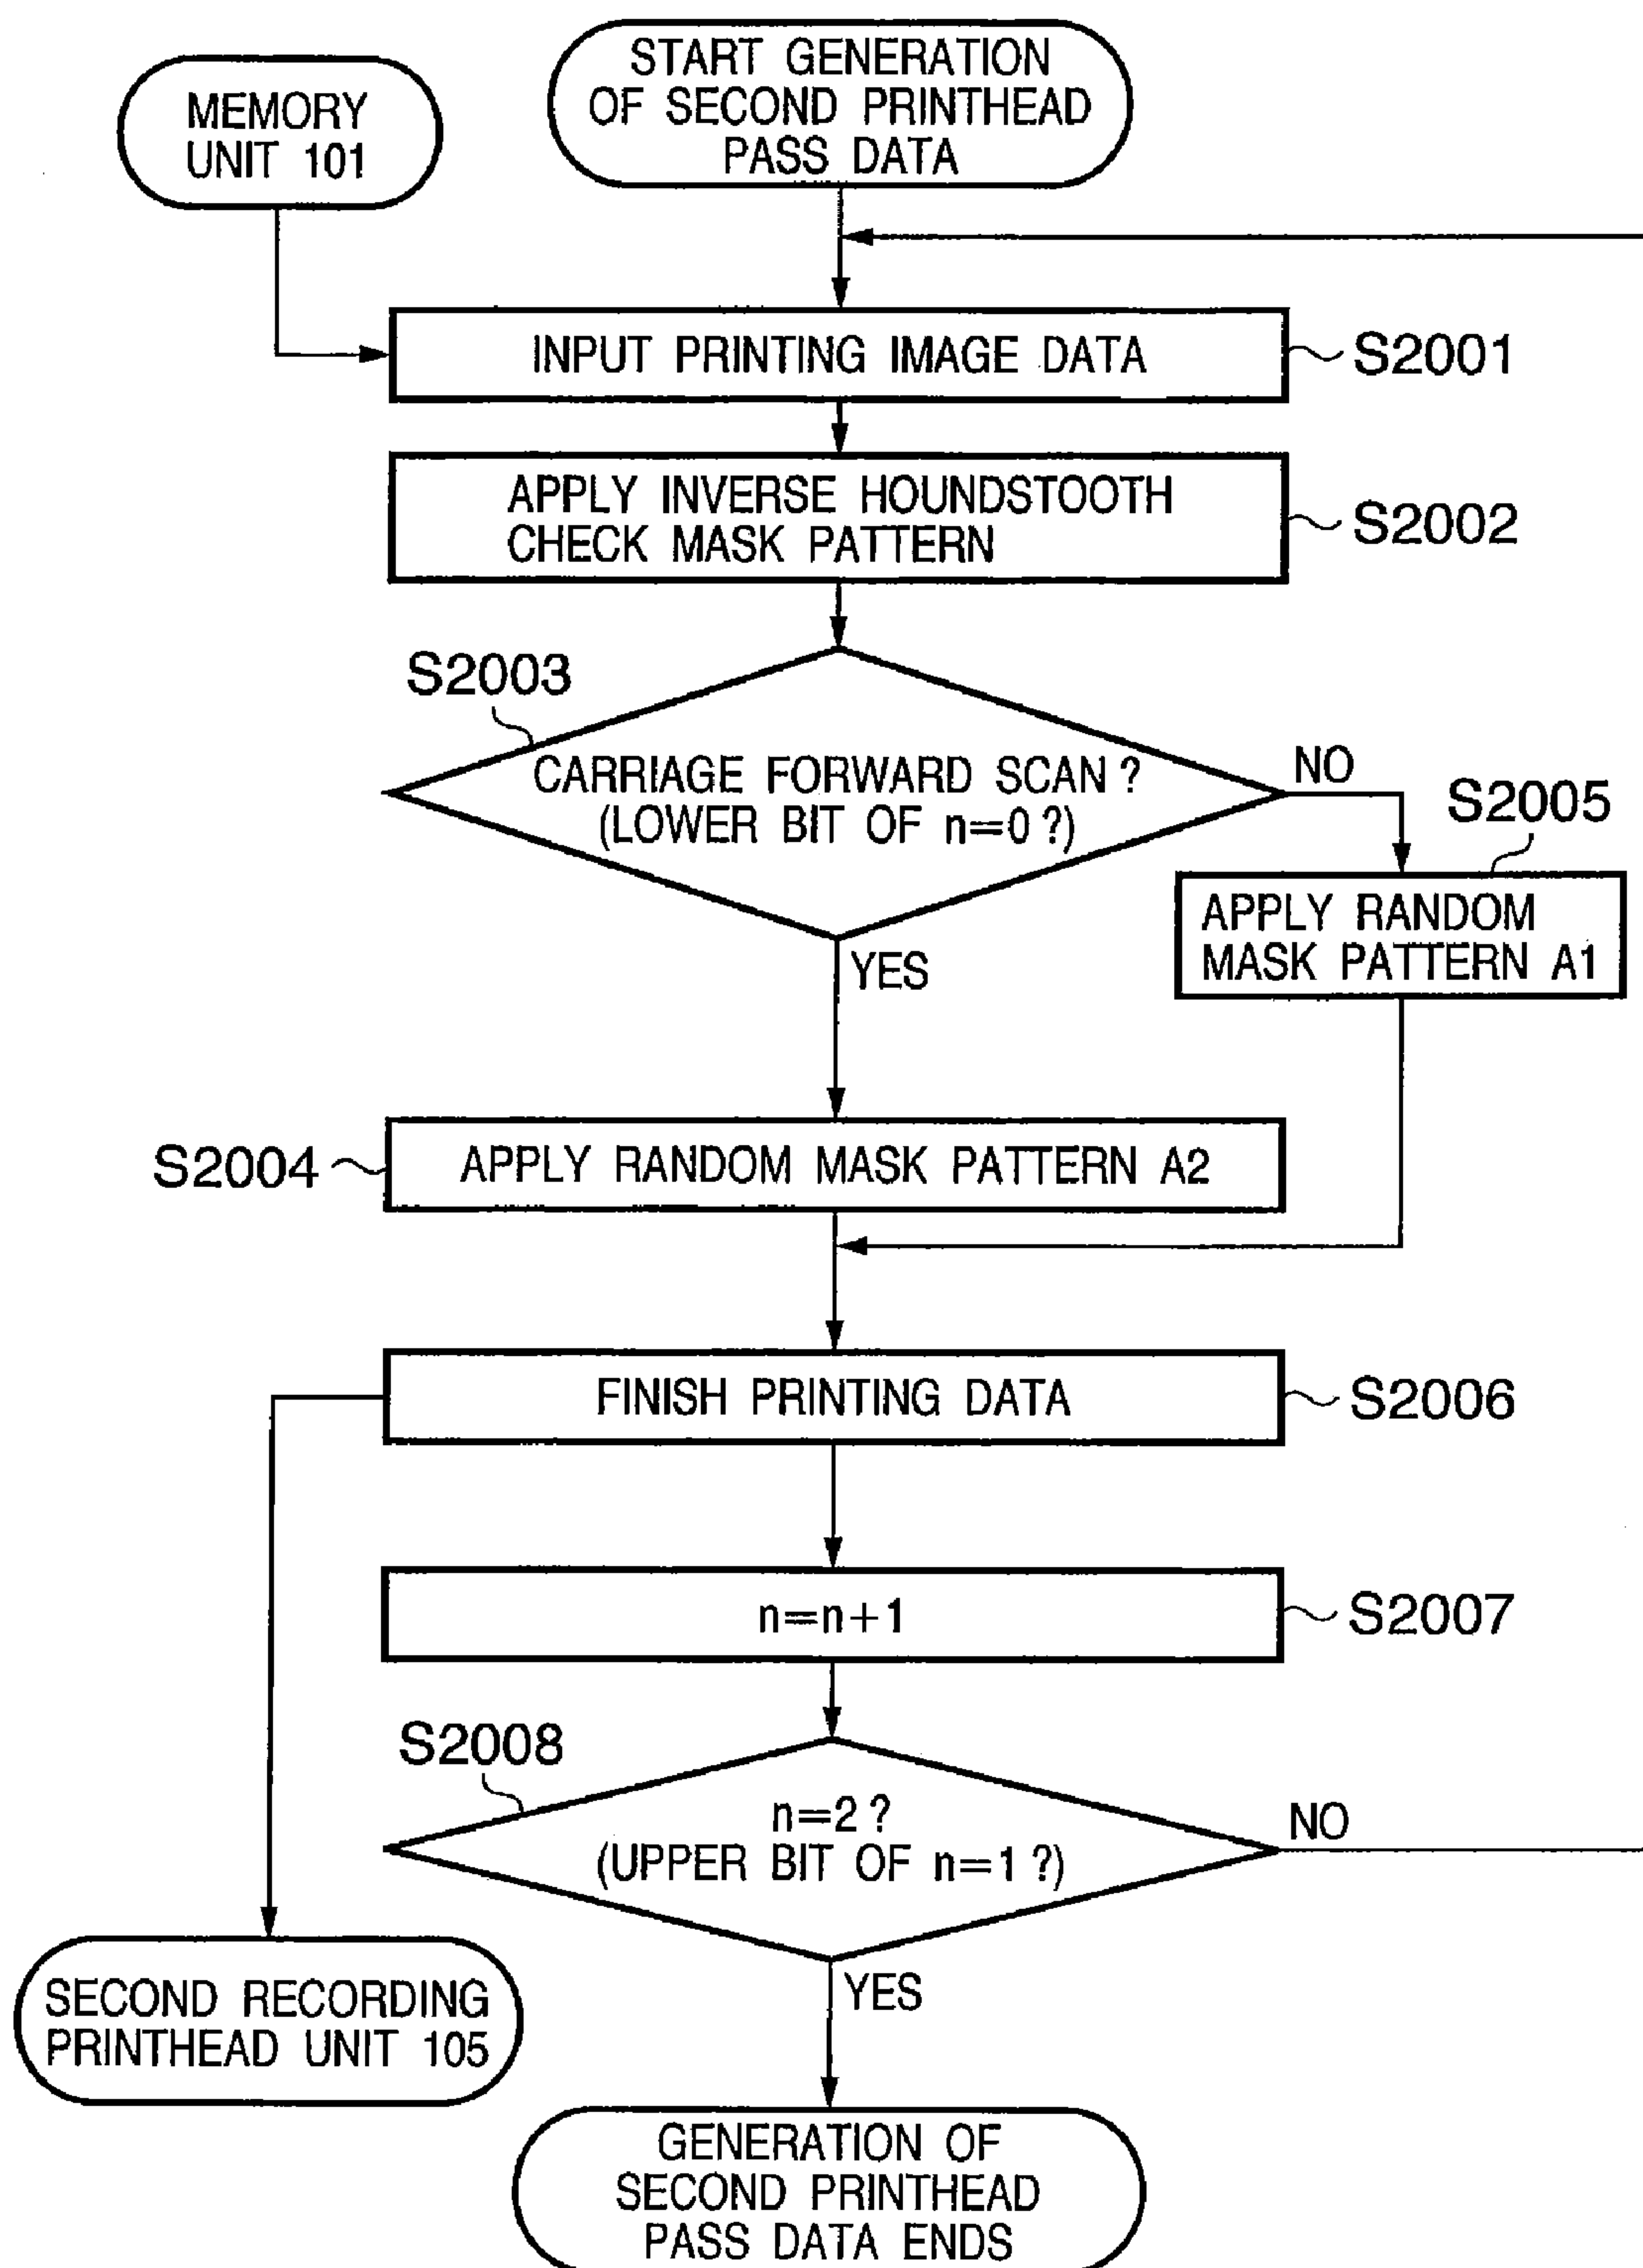 MEMORY
UNIT 101
START GENERATION
OF SECOND PRINTHEAD
PASS DATA
INPUT PRINTING IMAGE DATA
S2001
APPLY INVERSE HOUNDSTOOTH
CHECK MASK PATTERN
S2002
S2003
CARRIAGE FORWARD SCAN?
(LOWER BIT OF n=0?)
NO
S2005
APPLY RANDOM
MASK PATTERN A1
YES
S2004
APPLY RANDOM MASK PATTERN A2
FINISH PRINTING DATA
S2006
n=n+1
S2007
S2008
n=2?
(UPPER BIT OF n=1?)
NO
YES
SECOND RECORDING
PRINTHEAD UNIT 105
GENERATION OF
SECOND PRINTHEAD
PASS DATA ENDS